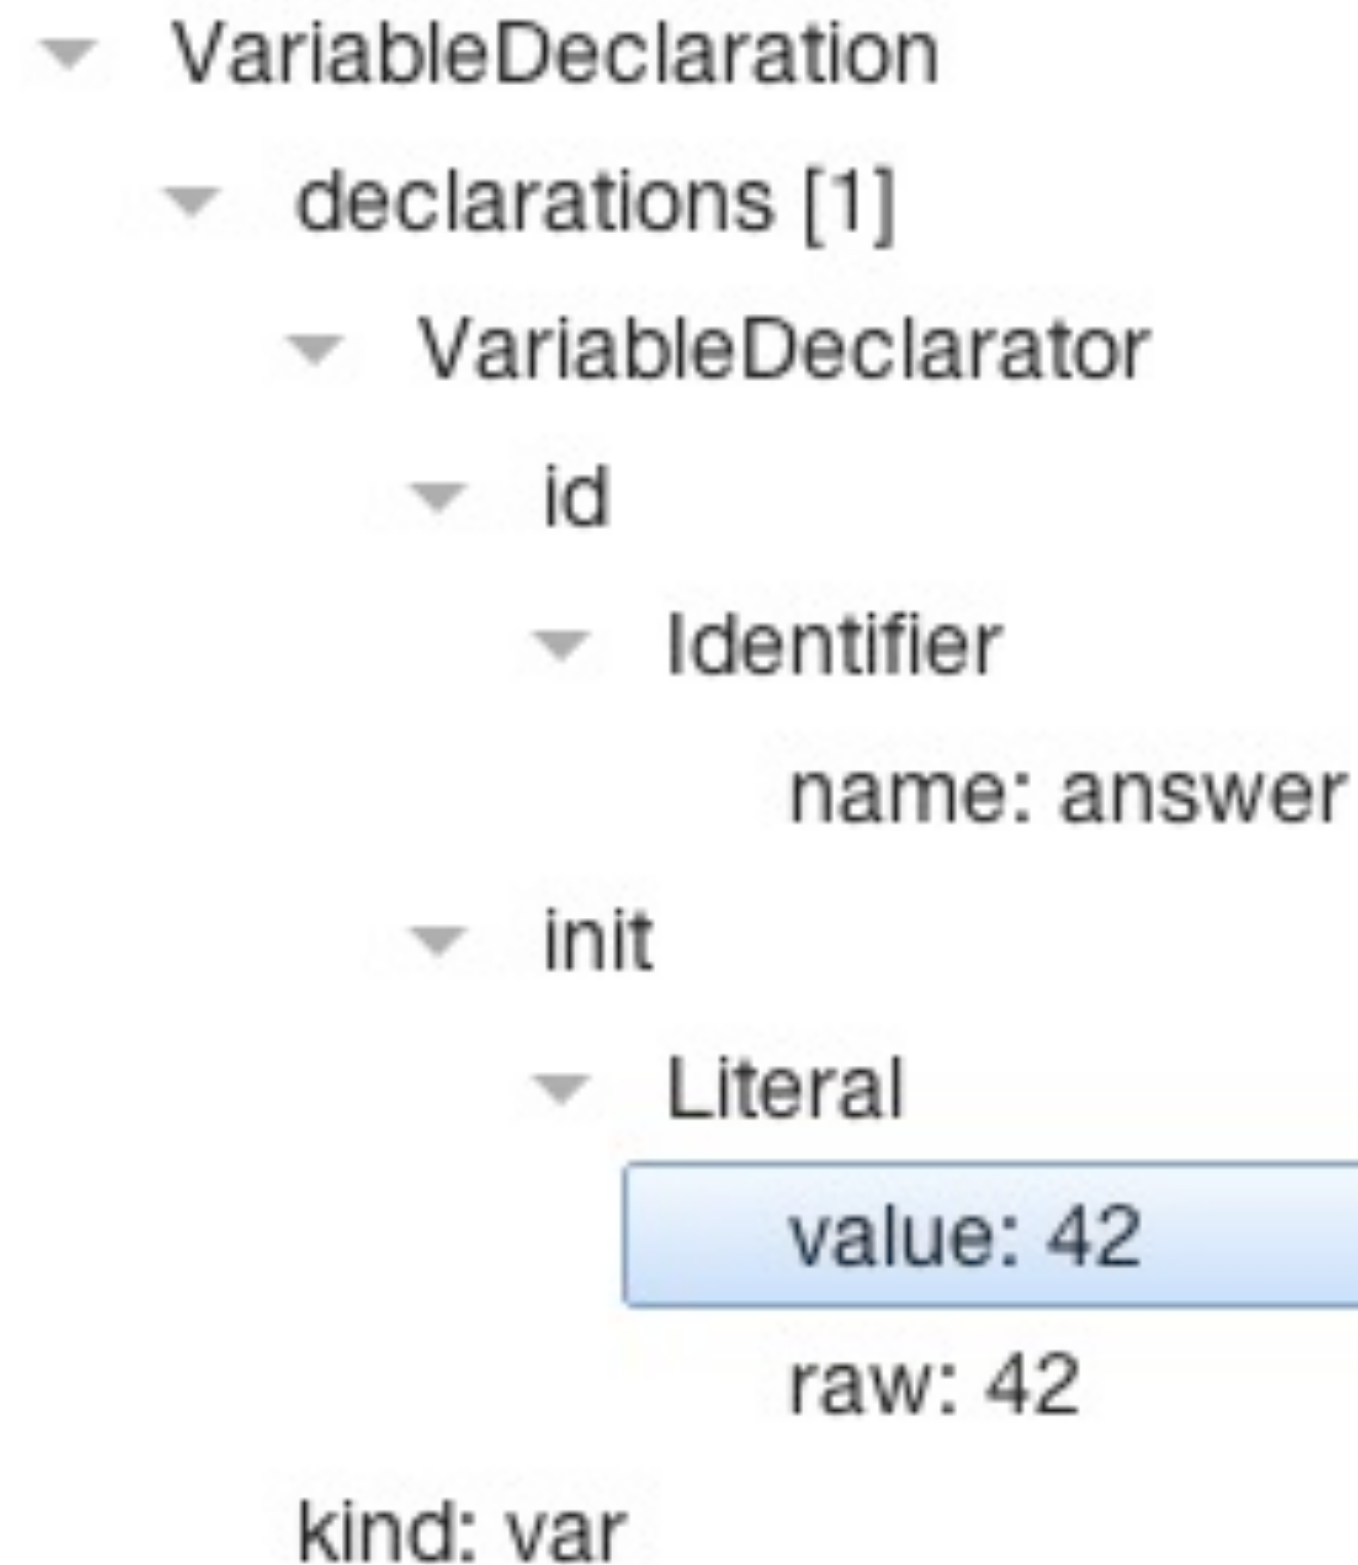 VariableDeclaration
declarations [1]
VariableDeclarator
id
Identifier
name: answer
init
Literal
value: 42
raw: 42
kind: var